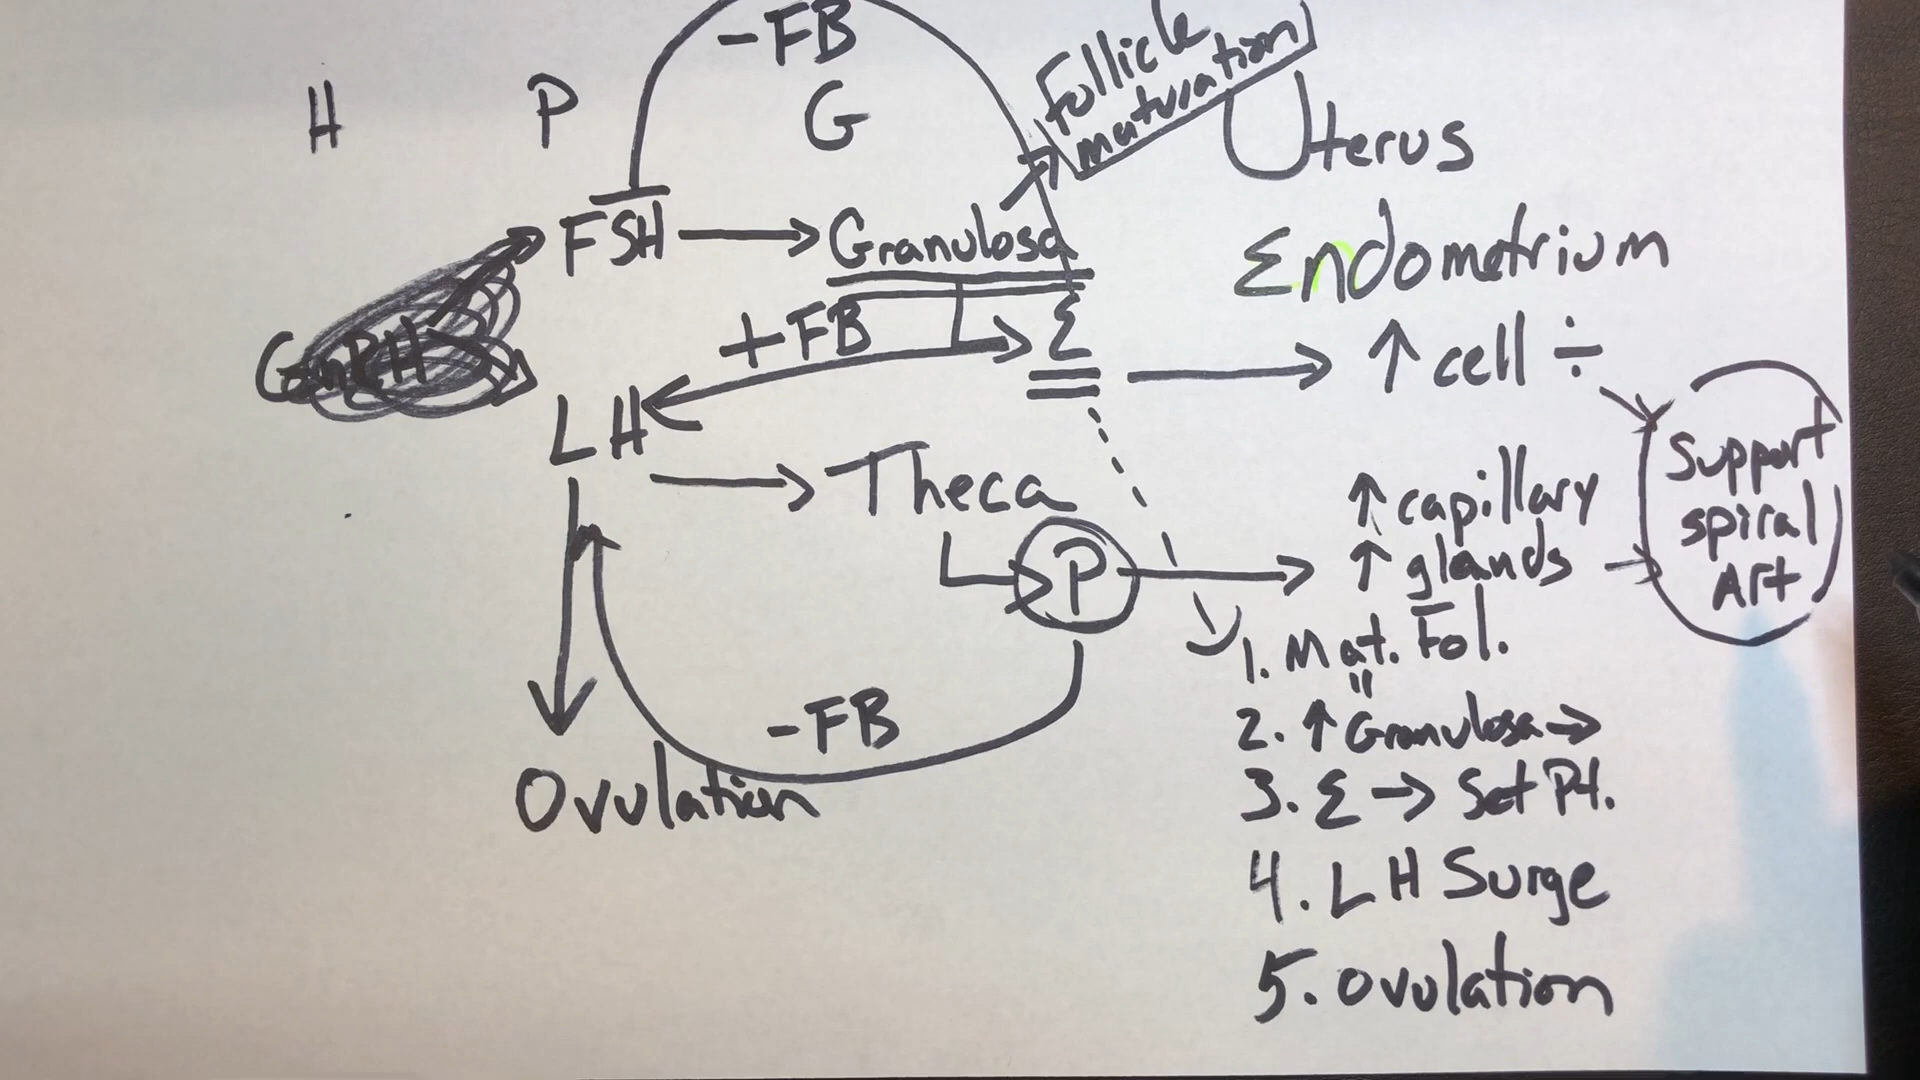 -FB
H P G
Follicle
maturation
Uterus
FSH → Granulosa
Endometrium
GnRH
+FB Σ → ↑ cell ÷
LH → Theca
↑ capillary
↑ glands
Support
spiral
Art
P
1. Mat. Fol.
"
2. ↑ Granulosa →
-FB
3. Σ → Set Pt.
Ovulation
4. LH Surge
5. Ovulation